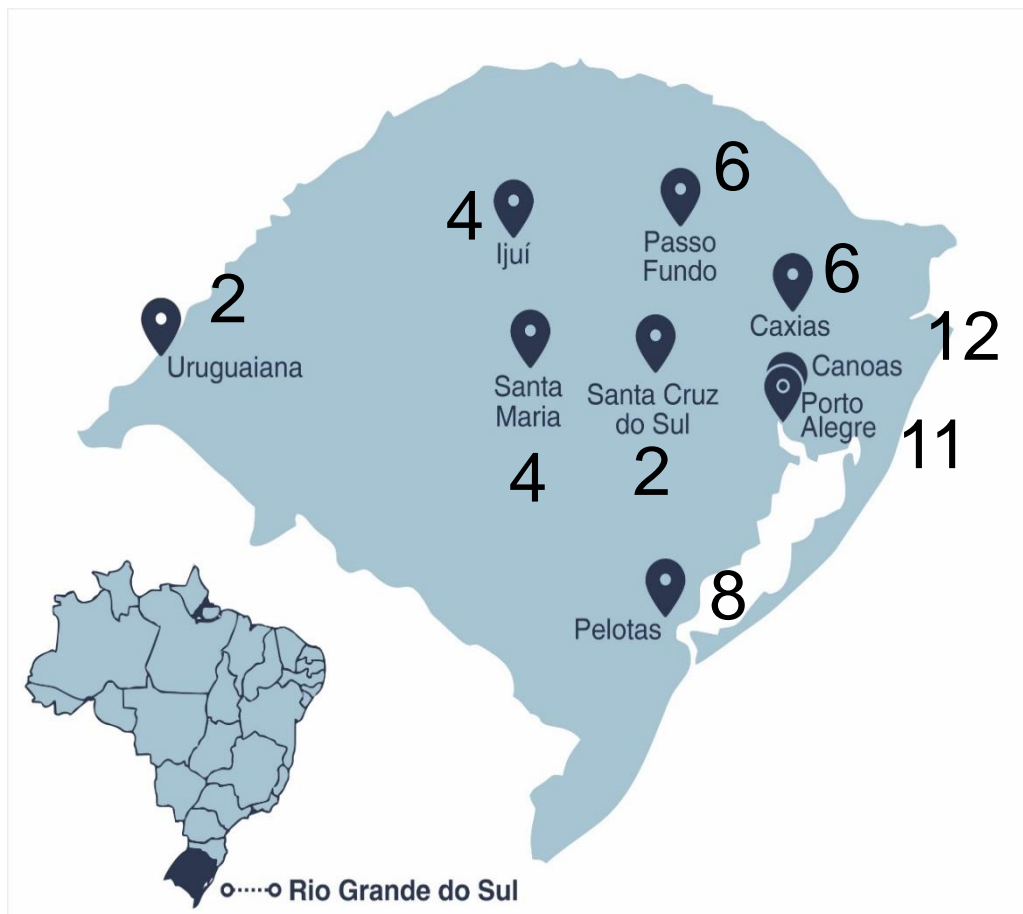 6
4
Ijuí
Passo
Fundo
6
2
Caxias
12
Uruguaiana
Canoas
Santa
Maria
Santa Cruz
do Sul
Porto
Alegre
11
4
2
8
Pelotas
Rio Grande do Sul